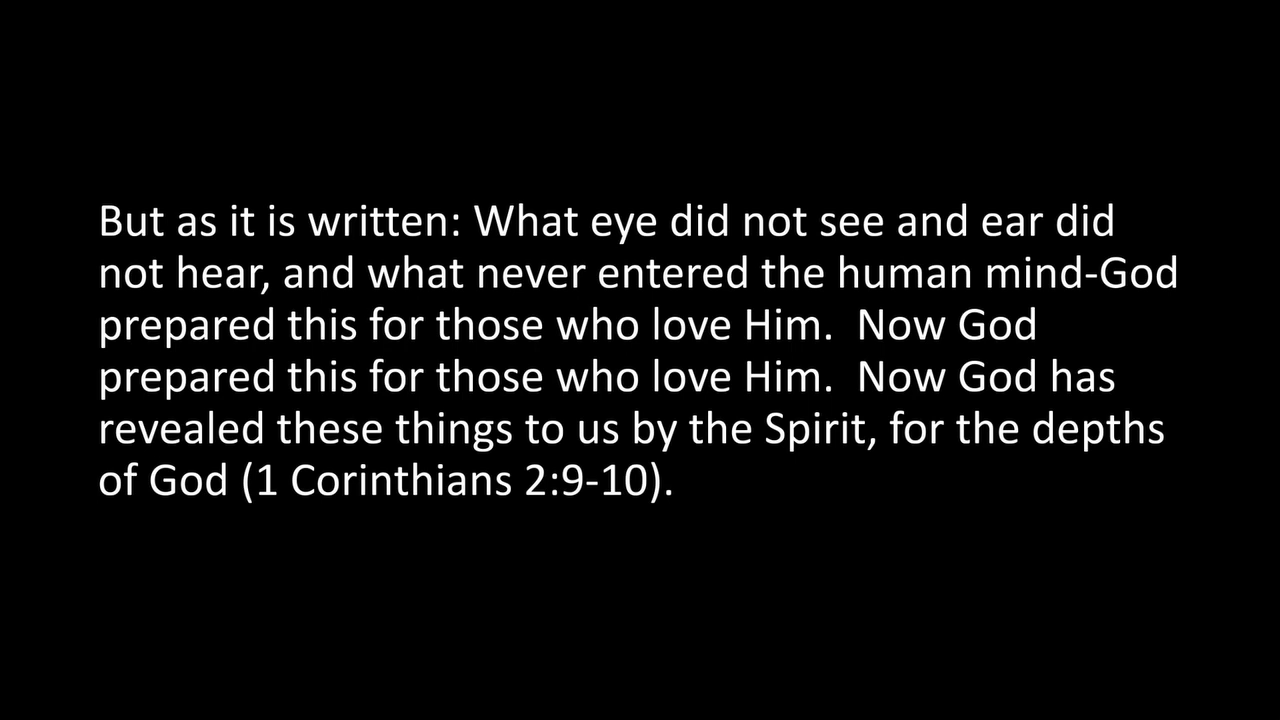 But as it is written: What eye did not see and ear did
not hear, and what never entered the human mind-God
prepared this for those who love Him.  Now God
prepared this for those who love Him.  Now God has
revealed these things to us by the Spirit, for the depths
of God (1 Corinthians 2:9-10).